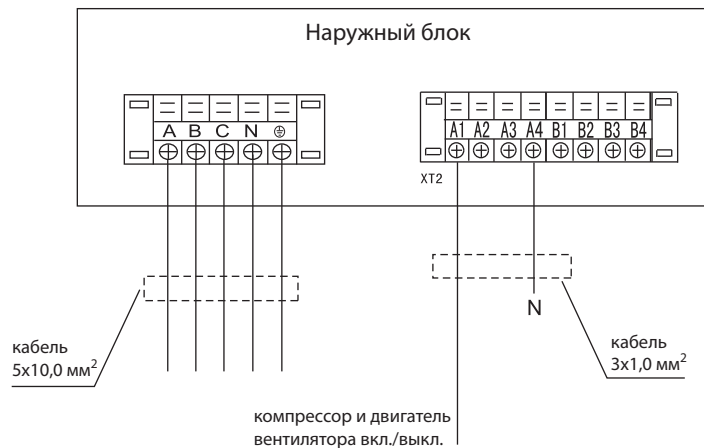 Наружный блок
A B C N
A1 A2 A3 A4 B1 B2 B3 B4
XT2
N
кабель
5х10,0 мм²
кабель
3х1,0 мм²
компрессор и двигатель
вентилятора вкл./выкл.